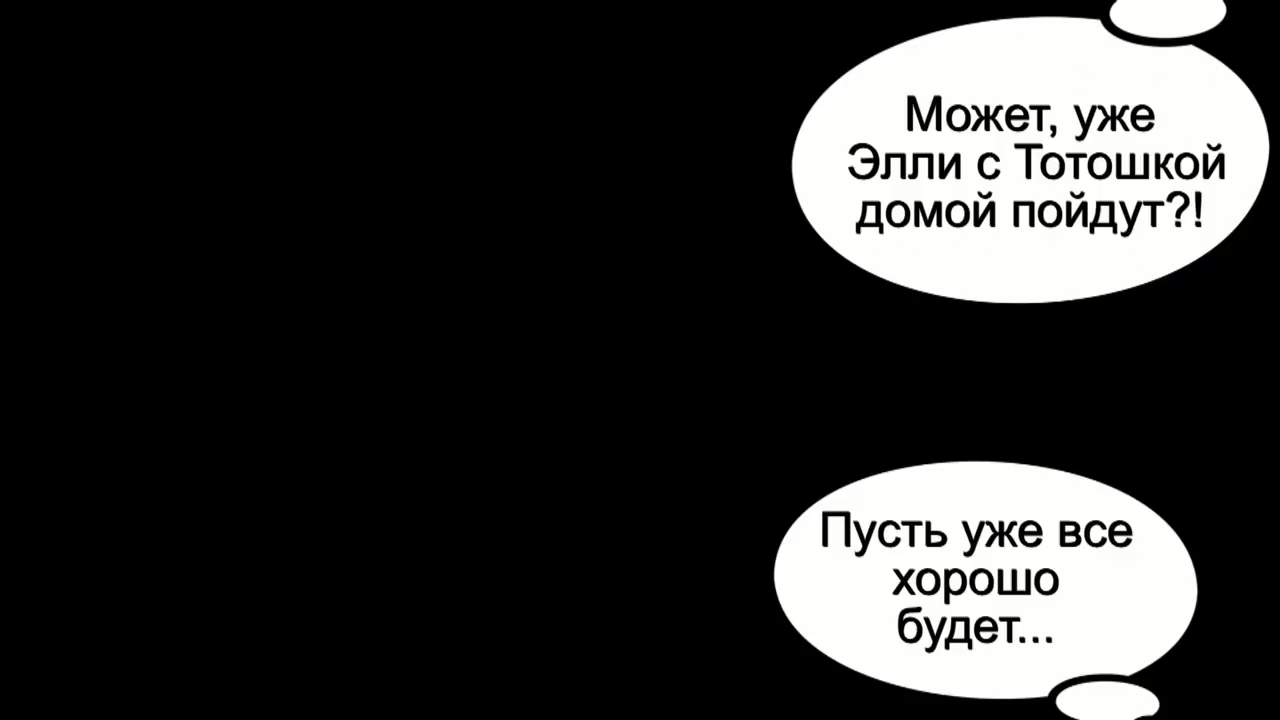 Может, уже
Элли с Тотошкой
домой пойдут?!
Пусть уже все
хорошо
будет...